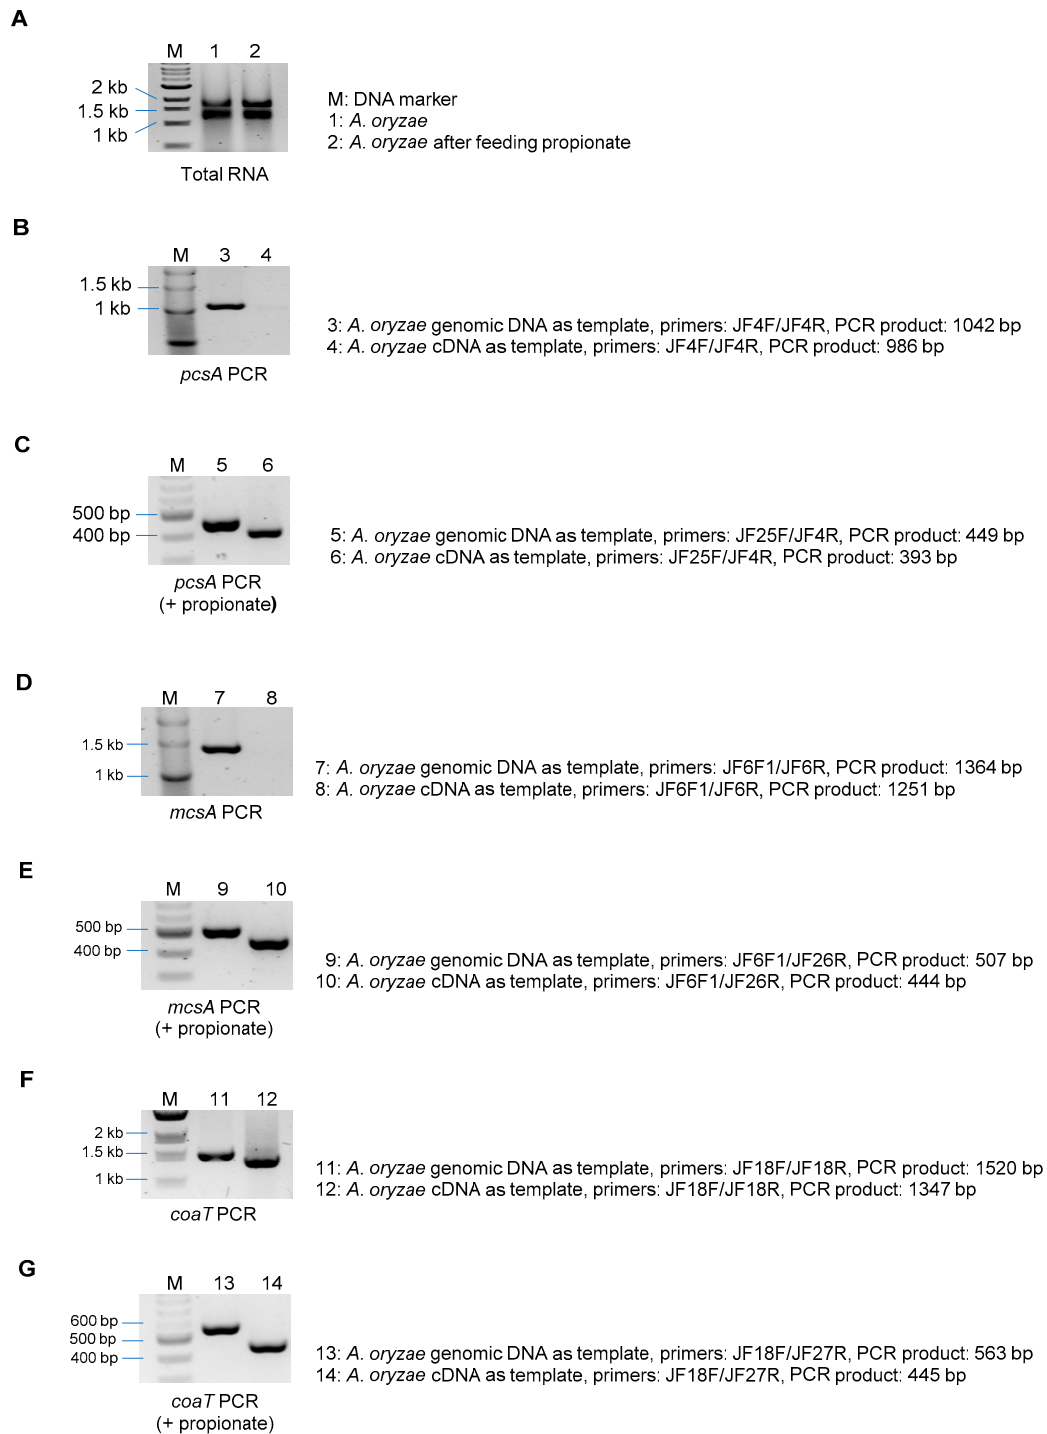 A
M 1 2
2 kb
1.5 kb
1 kb
M: DNA marker
1: A. oryzae
2: A. oryzae after feeding propionate
Total RNA
B
M 3 4
1.5 kb
1 kb
3: A. oryzae genomic DNA as template, primers: JF4F/JF4R, PCR product: 1042 bp
4: A. oryzae cDNA as template, primers: JF4F/JF4R, PCR product: 986 bp
pcsA PCR
C
M 5 6
500 bp
400 bp
5: A. oryzae genomic DNA as template, primers: JF25F/JF4R, PCR product: 449 bp
6: A. oryzae cDNA as template, primers: JF25F/JF4R, PCR product: 393 bp
pcsA PCR
(+ propionate)
D
M 7 8
1.5 kb
1 kb
7: A. oryzae genomic DNA as template, primers: JF6F1/JF6R, PCR product: 1364 bp
8: A. oryzae cDNA as template, primers: JF6F1/JF6R, PCR product: 1251 bp
mcsA PCR
E
M 9 10
500 bp
400 bp
9: A. oryzae genomic DNA as template, primers: JF6F1/JF26R, PCR product: 507 bp
10: A. oryzae cDNA as template, primers: JF6F1/JF26R, PCR product: 444 bp
mcsA PCR
(+ propionate)
F
M 11 12
2 kb
1.5 kb
1 kb
11: A. oryzae genomic DNA as template, primers: JF18F/JF18R, PCR product: 1520 bp
12: A. oryzae cDNA as template, primers: JF18F/JF18R, PCR product: 1347 bp
coaT PCR
G
M 13 14
600 bp
500 bp
400 bp
13: A. oryzae genomic DNA as template, primers: JF18F/JF27R, PCR product: 563 bp
14: A. oryzae cDNA as template, primers: JF18F/JF27R, PCR product: 445 bp
coaT PCR
(+ propionate)